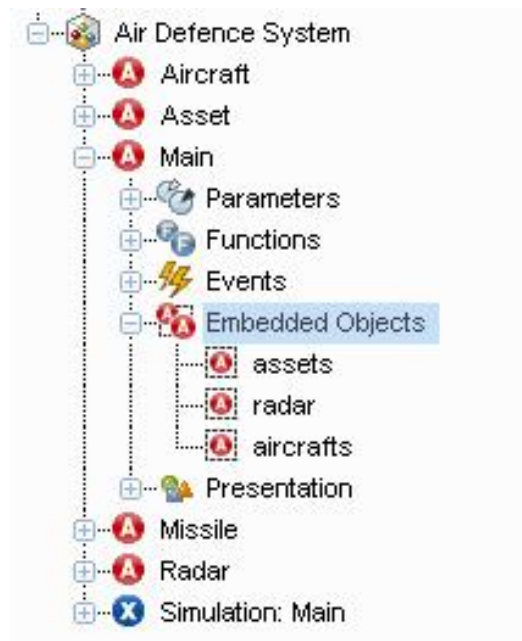 Air Defence System
Aircraft
Asset
Main
Parameters
Functions
Events
Embedded Objects
assets
radar
aircrafts
Presentation
Missile
Radar
Simulation: Main